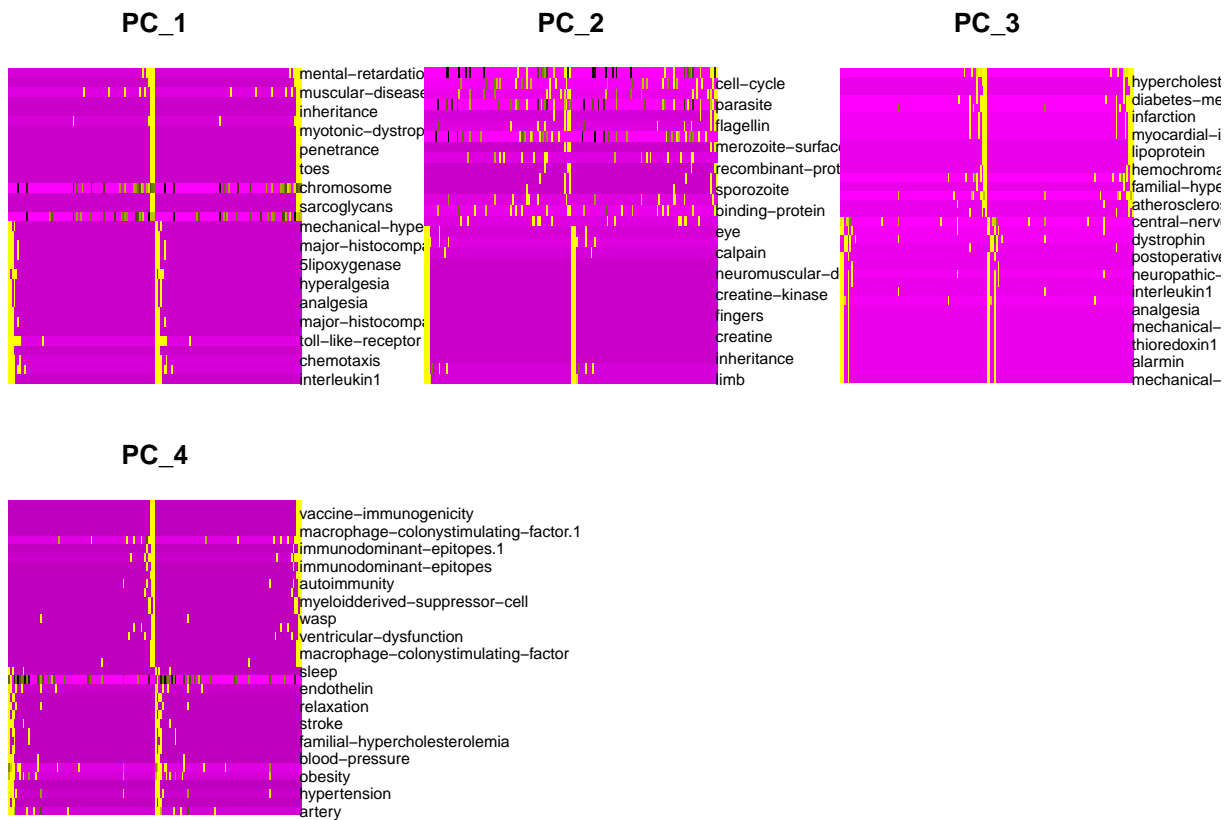 PC_1
mental−retardatio
muscular−disease
inheritance
myotonic−dystrop
penetrance
toes
chromosome
sarcoglycans
mechanical−hype
major−histocompa
5lipoxygenase
hyperalgesia
analgesia
major−histocompa
toll−like−receptor
chemotaxis
interleukin1
PC_2
cell−cycle
parasite
flagellin
merozoite−surfac
recombinant−prot
sporozoite
binding−protein
eye
calpain
neuromuscular−d
creatine−kinase
fingers
creatine
inheritance
limb
PC_3
hypercholest
diabetes−me
infarction
myocardial−i
lipoprotein
hemochroma
familial−hype
atheroscleros
central−nerv
dystrophin
postoperative
neuropathic−
interleukin1
analgesia
mechanical−
thioredoxin1
alarmin
mechanical−
PC_4
vaccine−immunogenicity
macrophage−colonystimulating−factor.1
immunodominant−epitopes.1
immunodominant−epitopes
autoimmunity
myeloidderived−suppressor−cell
wasp
ventricular−dysfunction
macrophage−colonystimulating−factor
sleep
endothelin
relaxation
stroke
familial−hypercholesterolemia
blood−pressure
obesity
hypertension
artery